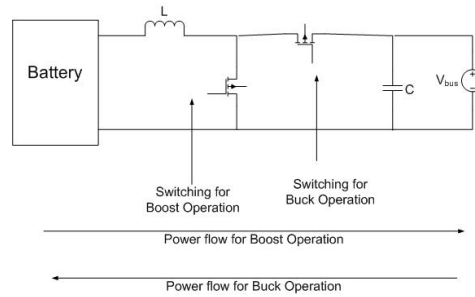 L
Battery
V bus
C
Switching for
Boost Operation
Switching for
Buck Operation
Power flow for Boost Operation
Power flow for Buck Operation